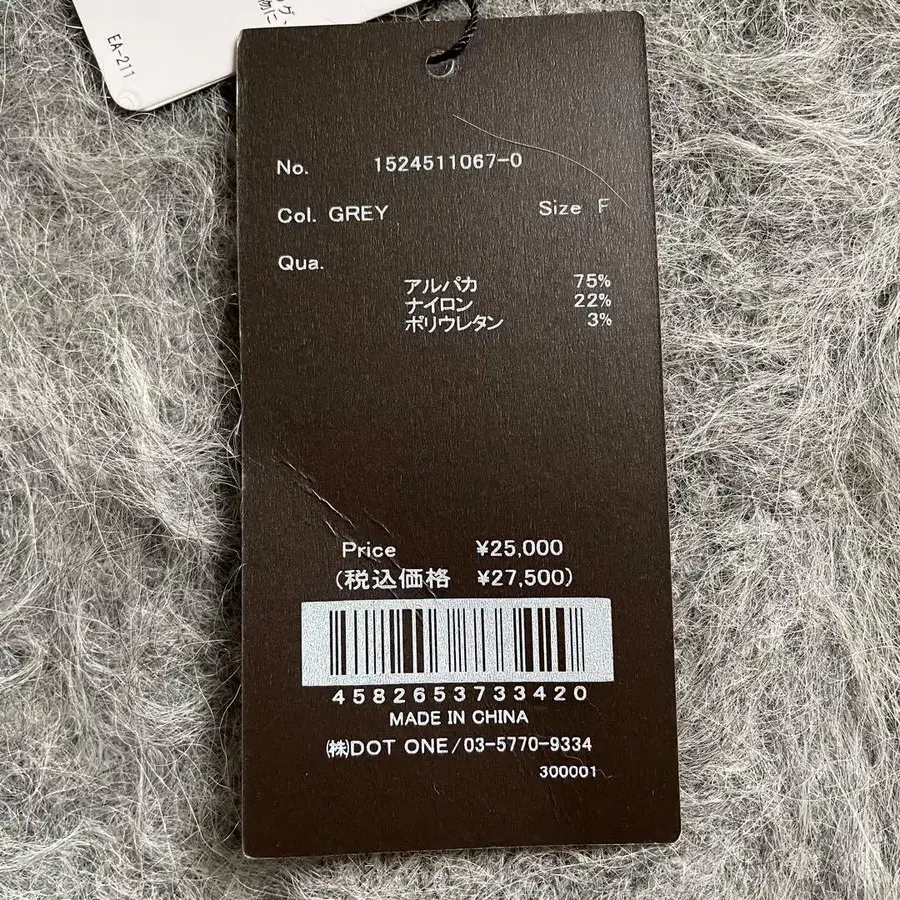 EA-211
No. 1524511067-0
Col. GREY Size F
Qua.
アルパカ 75%
ナイロン 22%
ポリウレタン 3%
Price ¥25,000
(税込価格 ¥27,500)
4582653733420
MADE IN CHINA
㈱DOT ONE/03-5770-9334
300001